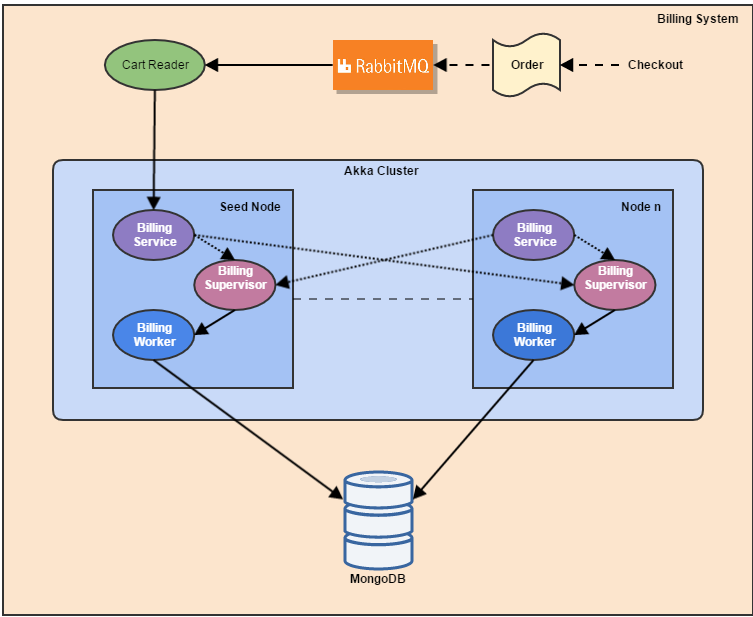 Billing System
Cart Reader
RabbitMQ
Order
Checkout
Akka Cluster
Seed Node
Node n
Billing
Service
Billing
Service
Billing
Supervisor
Billing
Supervisor
Billing
Worker
Billing
Worker
MongoDB